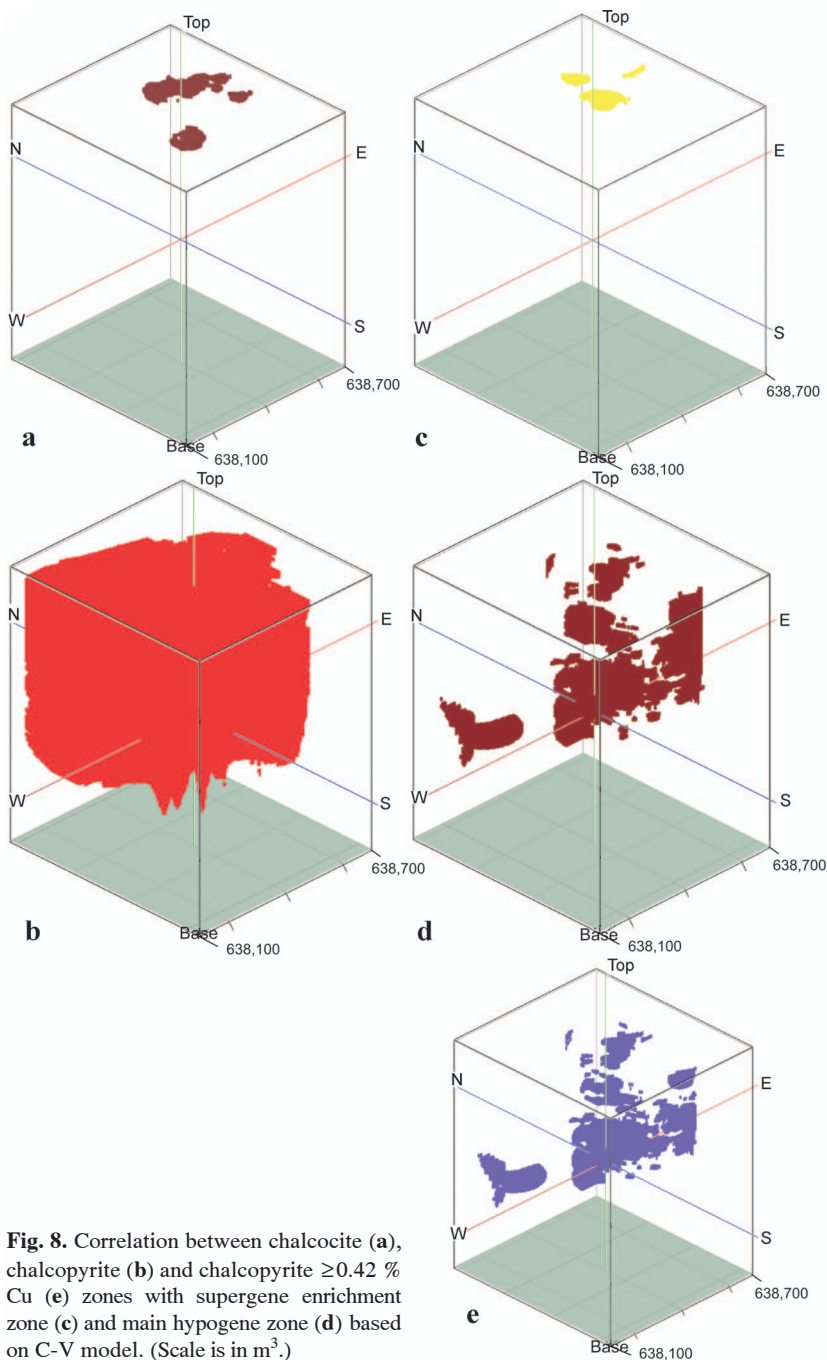 Top
N
E
W
S
638,700
Base
638,100
a
Top
N
E
W
S
638,700
Base
638,100
c
Top
N
E
W
S
638,700
Base
638,100
b
Top
N
E
W
S
638,700
Base
638,100
d
Top
N
E
W
S
638,700
Base
638,100
e
Fig. 8. Correlation between chalcocite (a),
chalcopyrite (b) and chalcopyrite ≥0.42 %
Cu (e) zones with supergene enrichment
zone (c) and main hypogene zone (d) based
on C-V model. (Scale is in m³.)